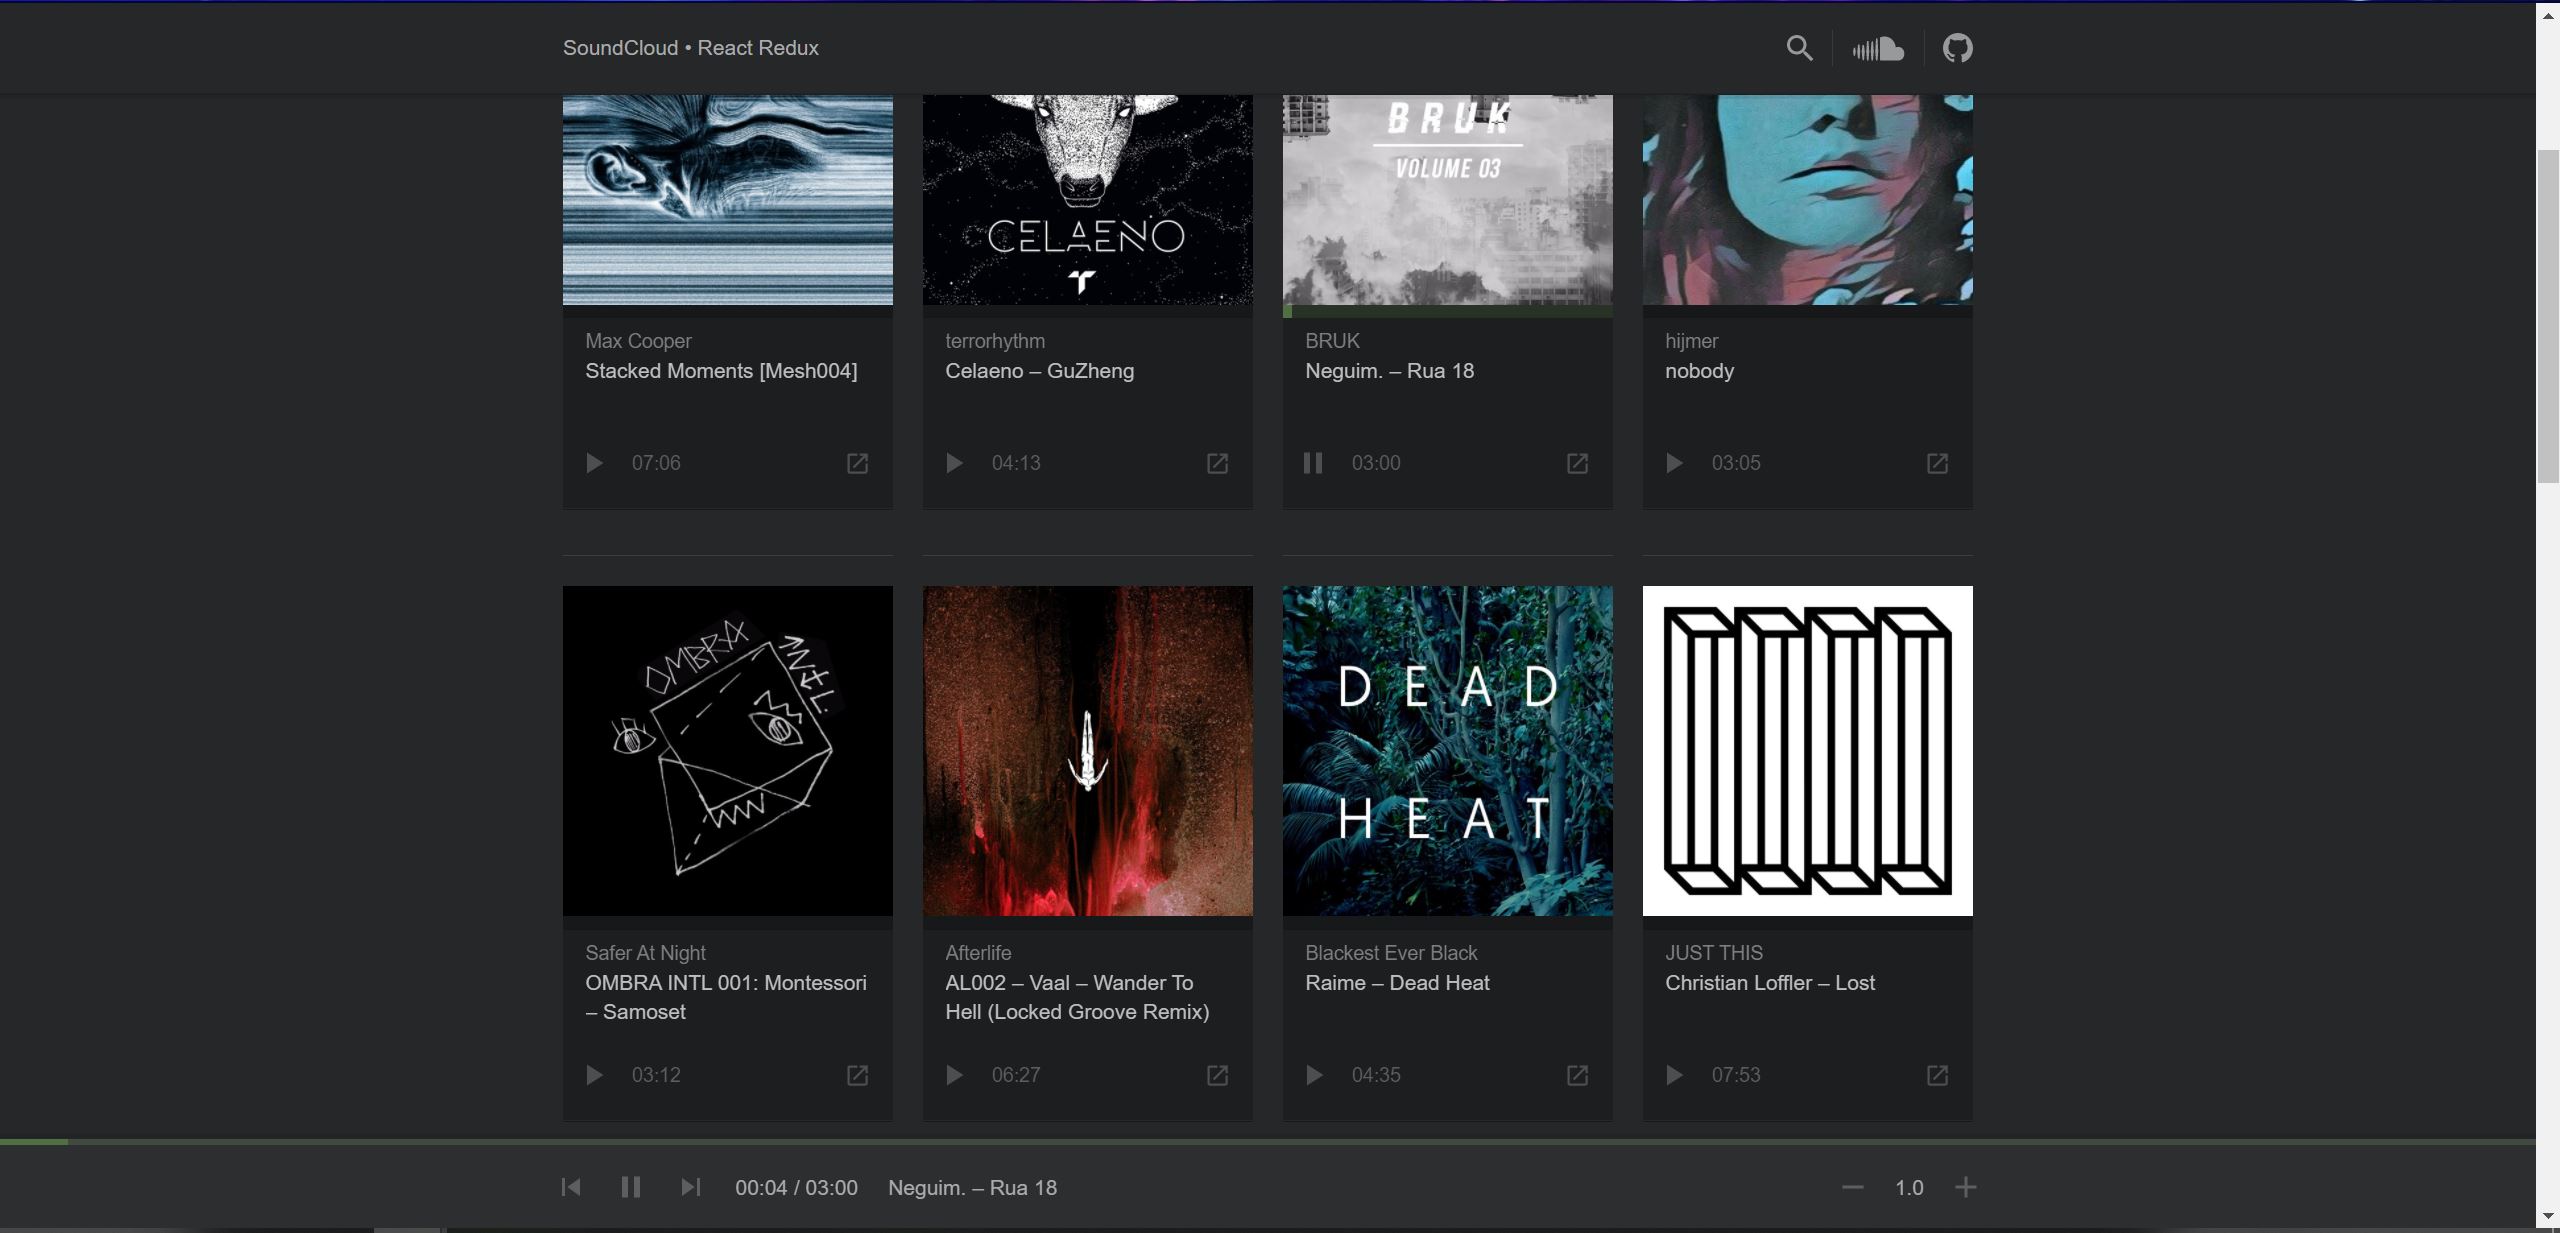 SoundCloud • React Redux
BRUK
VOLUME 03
CELAENO
Max Cooper
Stacked Moments [Mesh004]
07:06
terrorhythm
Celaeno – GuZheng
04:13
BRUK
Neguim. – Rua 18
03:00
hijmer
nobody
03:05
OMBRA
INTL.
DEAD
HEAT
Safer At Night
OMBRA INTL 001: Montessori
– Samoset
03:12
Afterlife
AL002 – Vaal – Wander To
Hell (Locked Groove Remix)
06:27
Blackest Ever Black
Raime – Dead Heat
04:35
JUST THIS
Christian Loffler – Lost
07:53
00:04 / 03:00
Neguim. – Rua 18
1.0